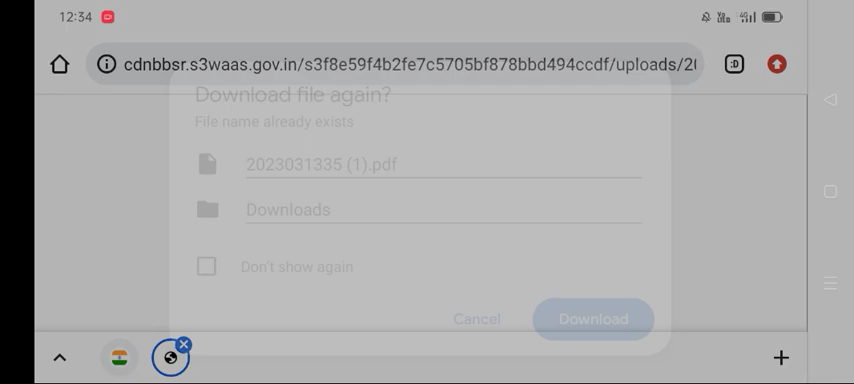 12:34
cdnbbsr.s3waas.gov.in/s3f8e59f4b2fe7c5705bf878bbd494ccdf/uploads/20
:D
Download file again?
File name already exists
2023031335 (1).pdf
Downloads
Don't show again
Cancel
Download